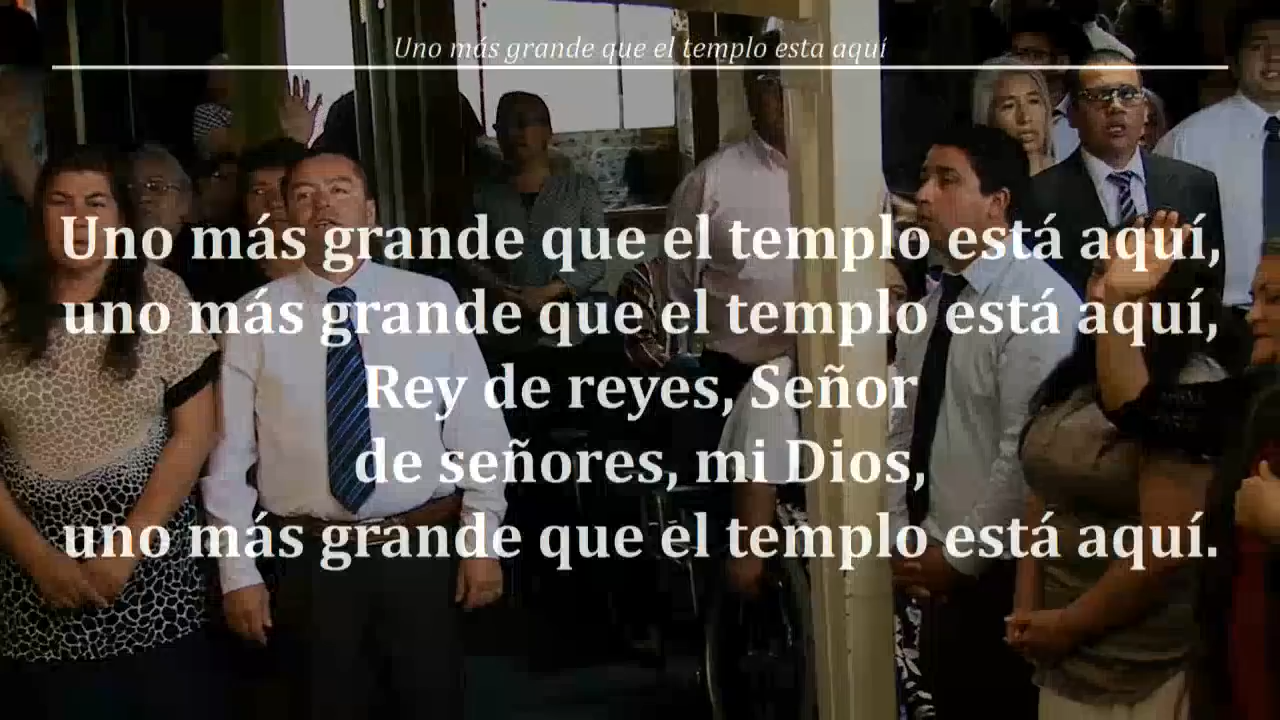 Uno más grande que el templo esta aquí
Uno más grande que el templo está aquí,
uno más grande que el templo está aquí,
Rey de reyes, Señor
de señores, mi Dios,
uno más grande que el templo está aquí.